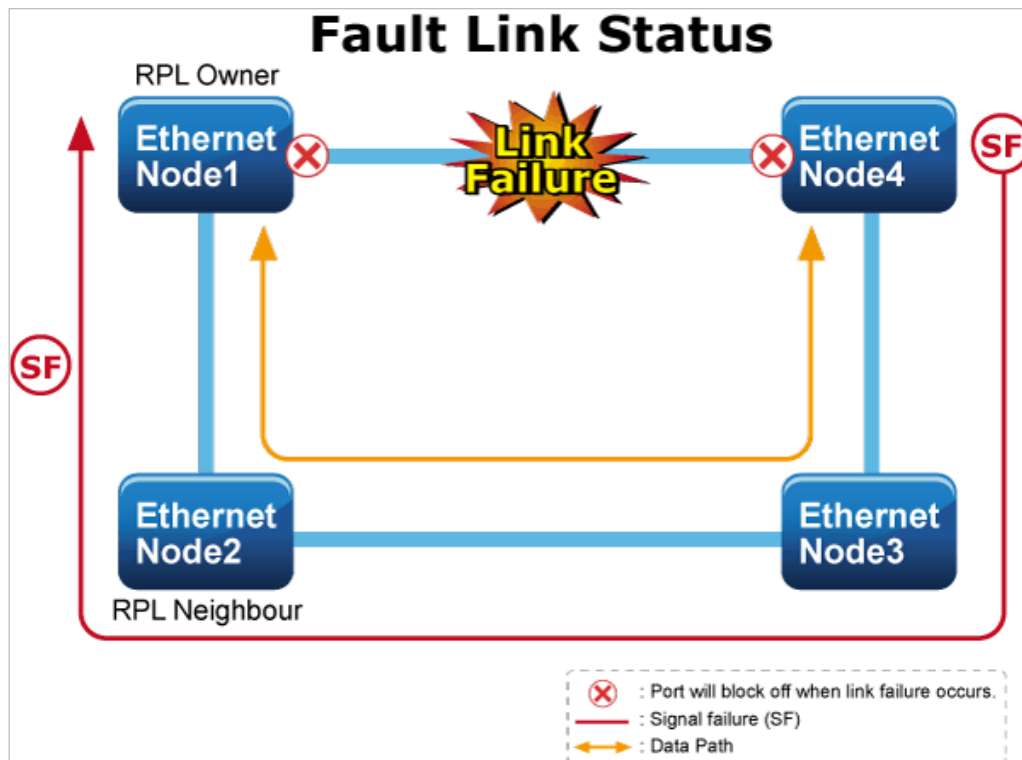 Fault Link Status
RPL Owner
Ethernet
Node1
Link
Failure
Ethernet
Node4
SF
SF
Ethernet
Node2
RPL Neighbour
Ethernet
Node3
: Port will block off when link failure occurs.
: Signal failure (SF)
: Data Path